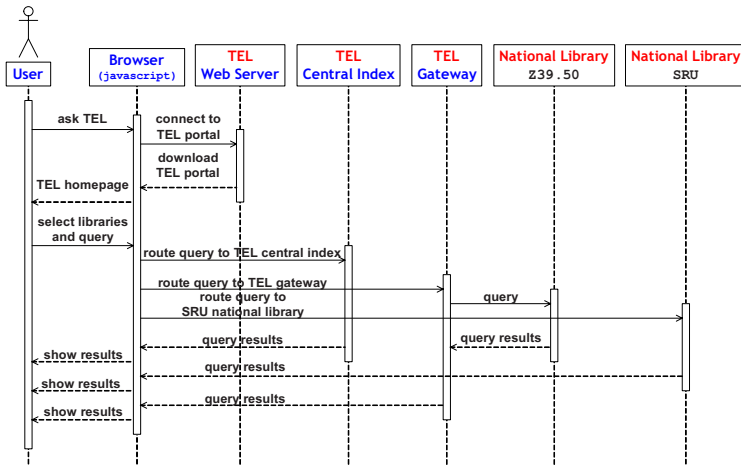 User
Browser
(javascript)
TEL
Web Server
TEL
Central Index
TEL
Gateway
National Library
Z39.50
National Library
SRU
ask TEL
connect to
TEL portal
download
TEL portal
TEL homepage
select libraries
and query
route query to TEL central index
route query to TEL gateway
query
route query to
SRU national library
query results
query results
show results
query results
show results
query results
show results